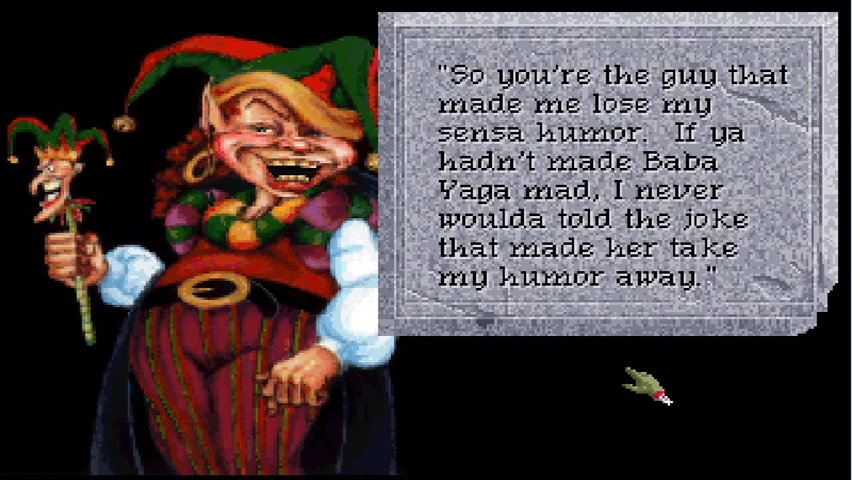 "So you're the guy that
made me lose my
sensa humor.  If ya
hadn't made Baba
Yaga mad, I never
woulda told the joke
that made her take
my humor away."